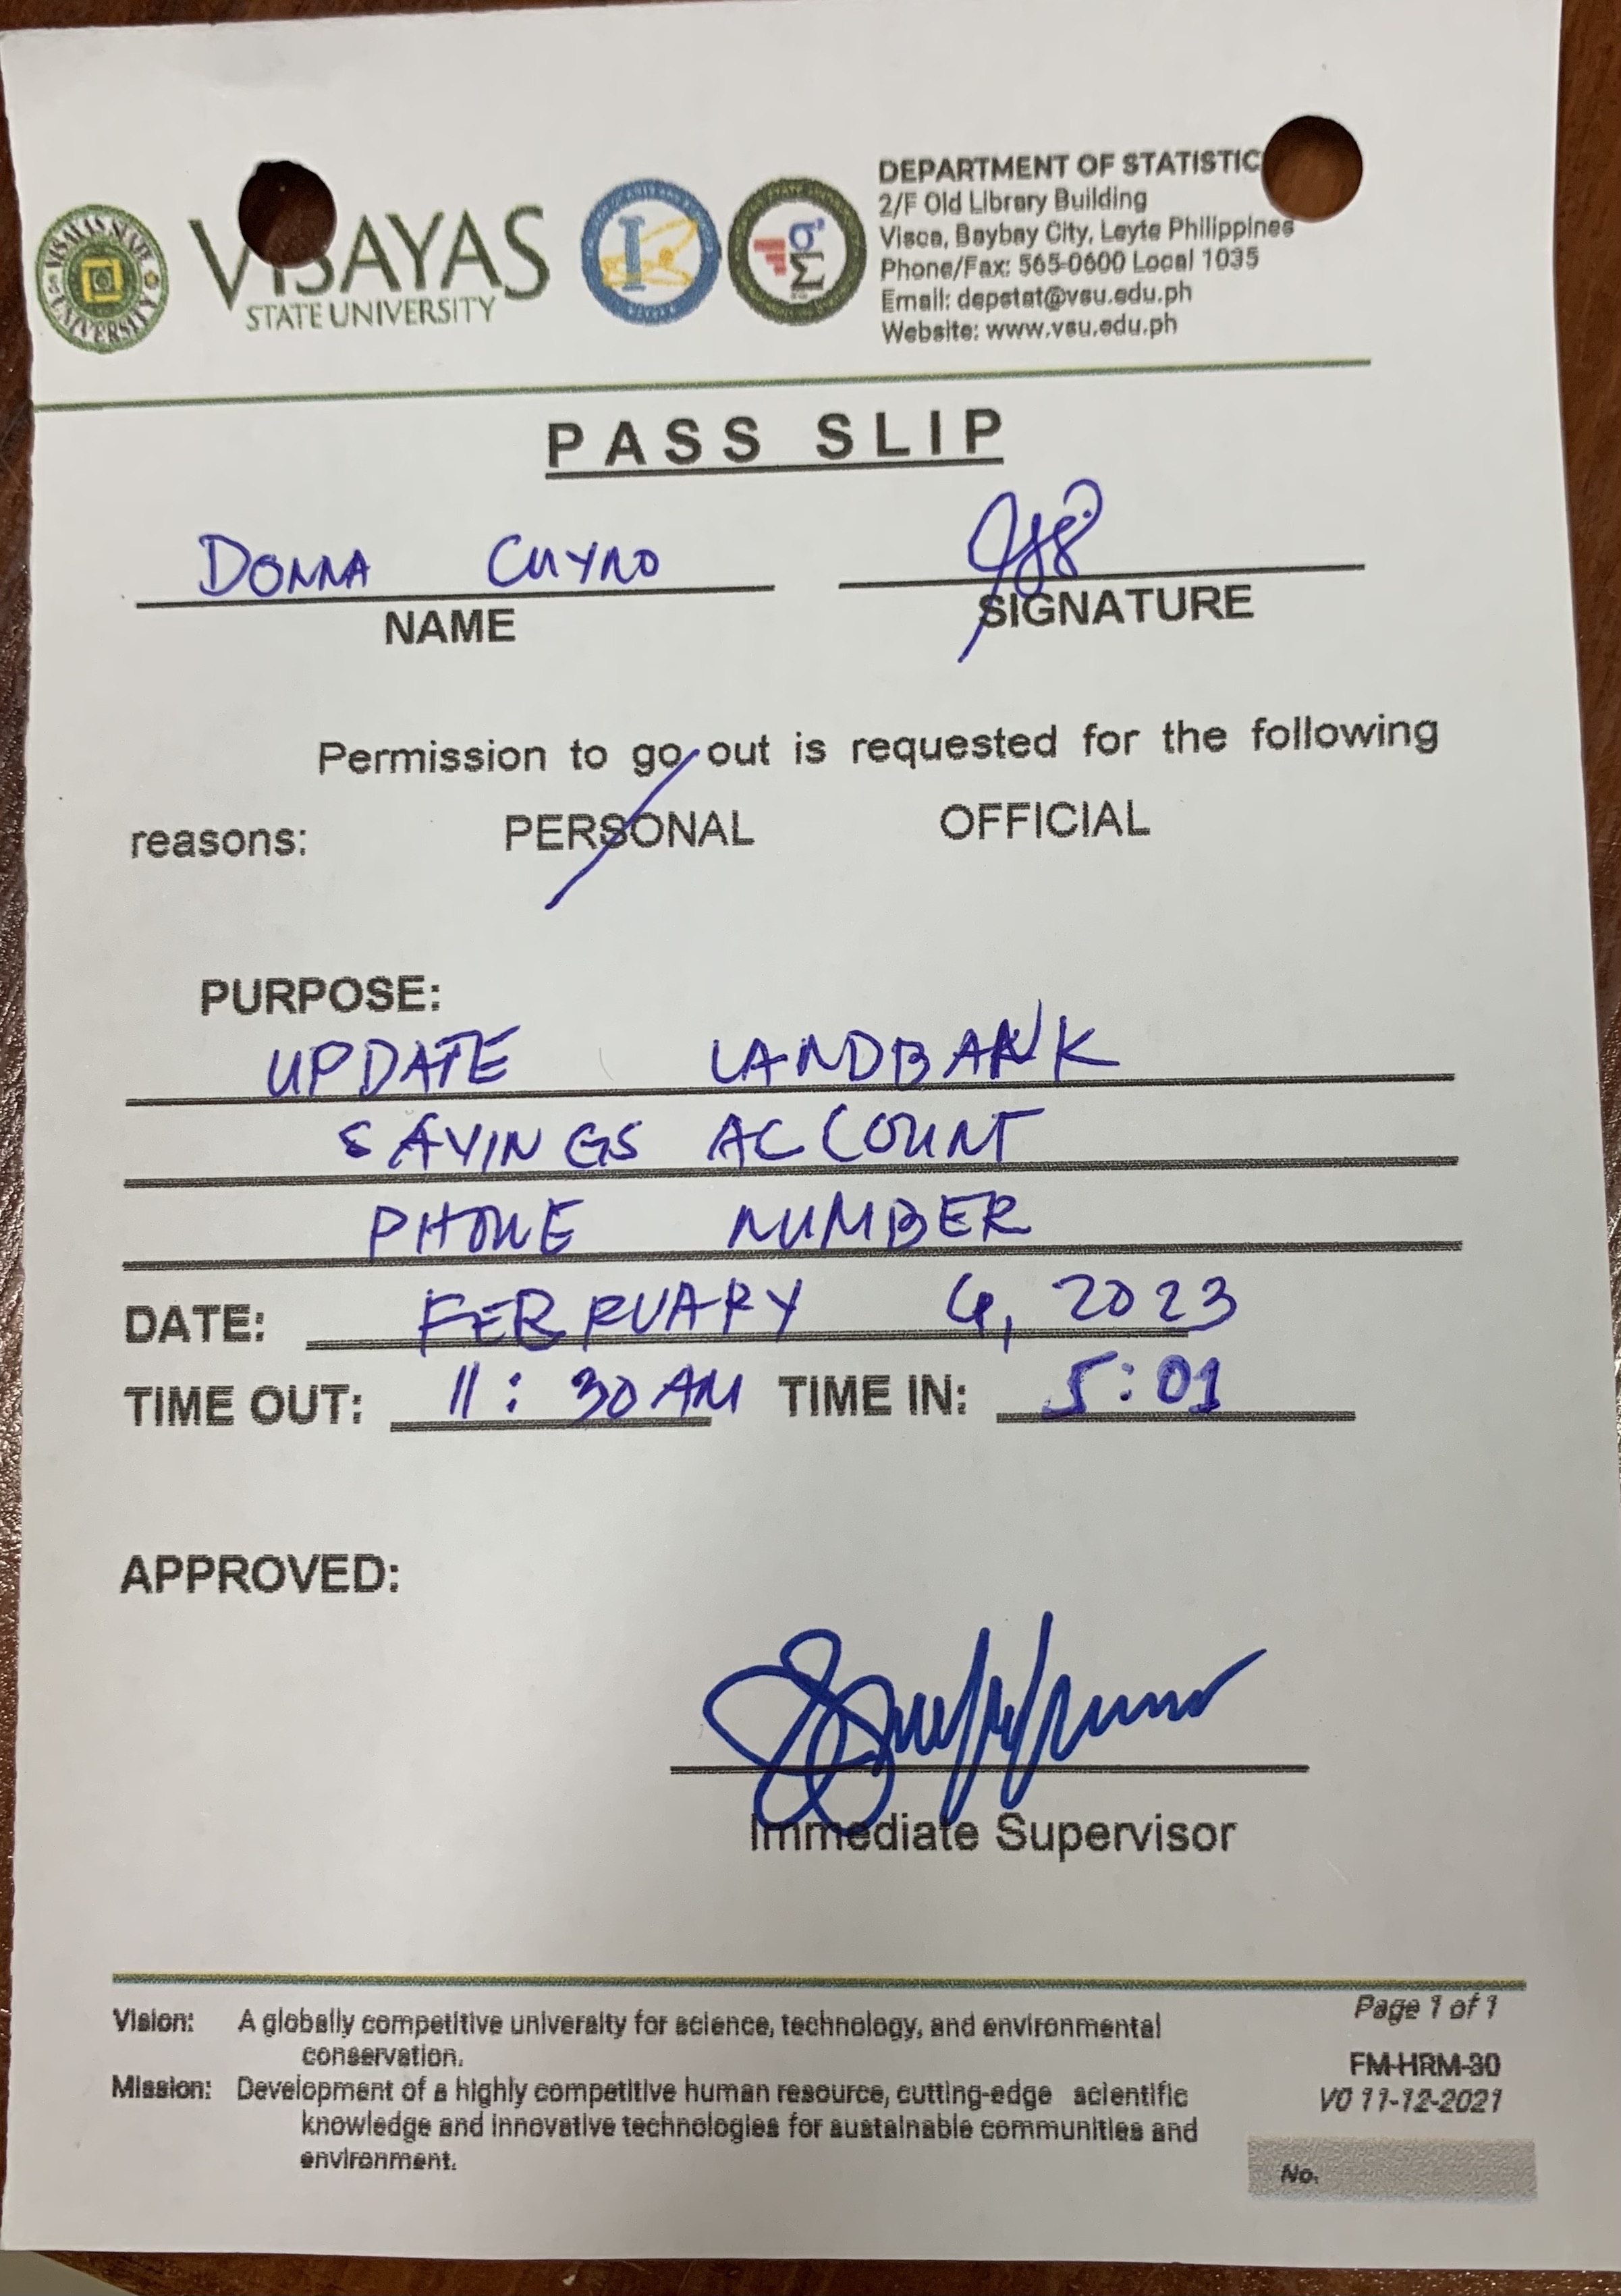 VISAYAS
STATE UNIVERSITY
VISAYAS STATE UNIVERSITY
DEPARTMENT OF STATISTIC
2/F Old Library Building
Visca, Baybay City, Leyte Philippines
Phone/Fax: 565-0600 Local 1035
Email: depstat@vsu.edu.ph
Website: www.vsu.edu.ph
PASS SLIP
DONNA CUYNO
NAME SIGNATURE
Permission to go out is requested for the following
reasons: PERSONAL OFFICIAL
PURPOSE:
UPDATE LANDBANK
SAVINGS ACCOUNT
PHONE NUMBER
DATE: FEBRUARY 6, 2023
TIME OUT: 11:30 AM TIME IN: 5:01
APPROVED:
Immediate Supervisor
Vision: A globally competitive university for science, technology, and environmental
conservation.
Mission: Development of a highly competitive human resource, cutting-edge scientific
knowledge and innovative technologies for sustainable communities and
environment.
Page 1 of 1
FM-HRM-30
V0 11-12-2021
No.